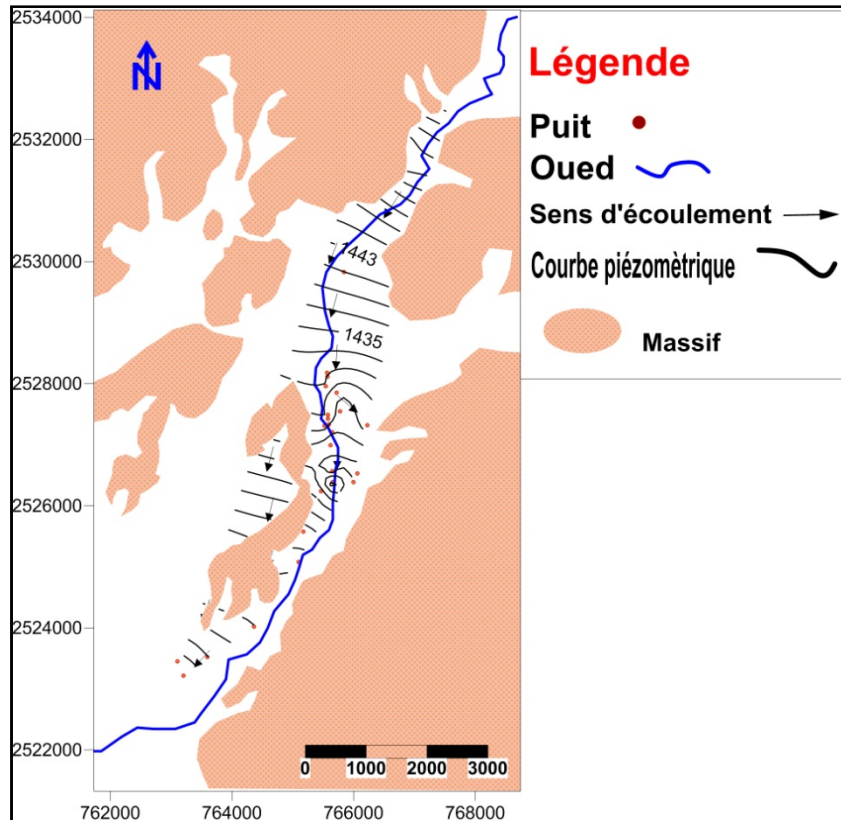 2534000
2532000
2530000
2528000
2526000
2524000
2522000
N
1443
1435
0 1000 2000 3000
762000 764000 766000 768000
Légende
Puit
Oued
Sens d'écoulement
Courbe piézomètrique
Massif